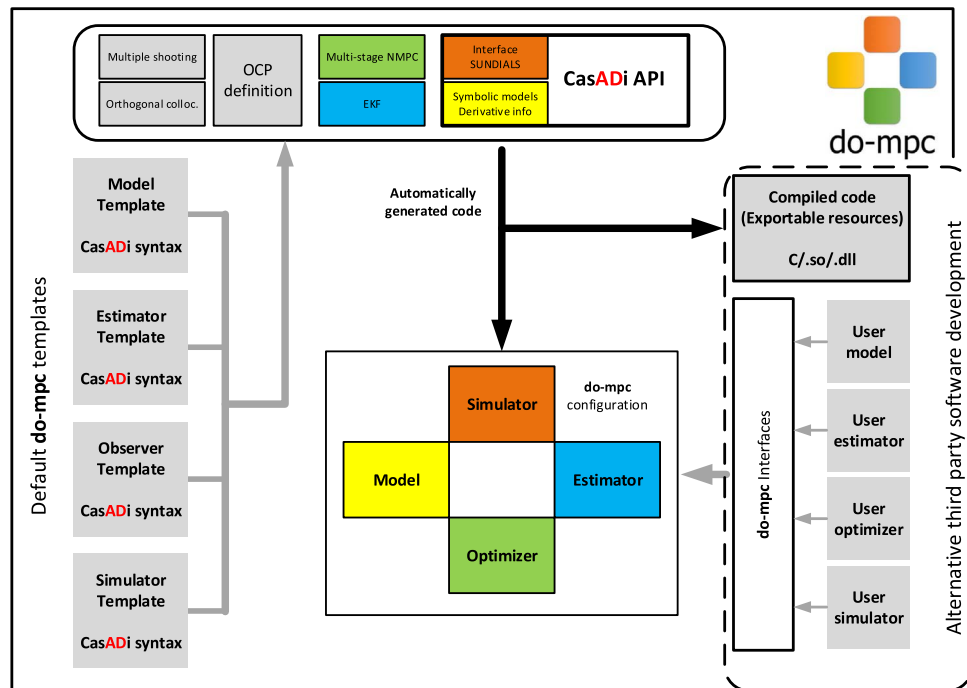 Multiple shooting
Orthogonal colloc.
OCP
definition
Multi-stage NMPC
EKF
Interface
SUNDIALS
Symbolic models
Derivative info
CasADi API
do-mpc
Default do-mpc templates
Model
Template
CasADi syntax
Estimator
Template
CasADi syntax
Observer
Template
CasADi syntax
Simulator
Template
CasADi syntax
Automatically
generated code
Compiled code
(Exportable resources)
C/.so/.dll
do-mpc
configuration
Simulator
Model
Estimator
Optimizer
do-mpc Interfaces
User
model
User
estimator
User
optimizer
User
simulator
Alternative third party software development